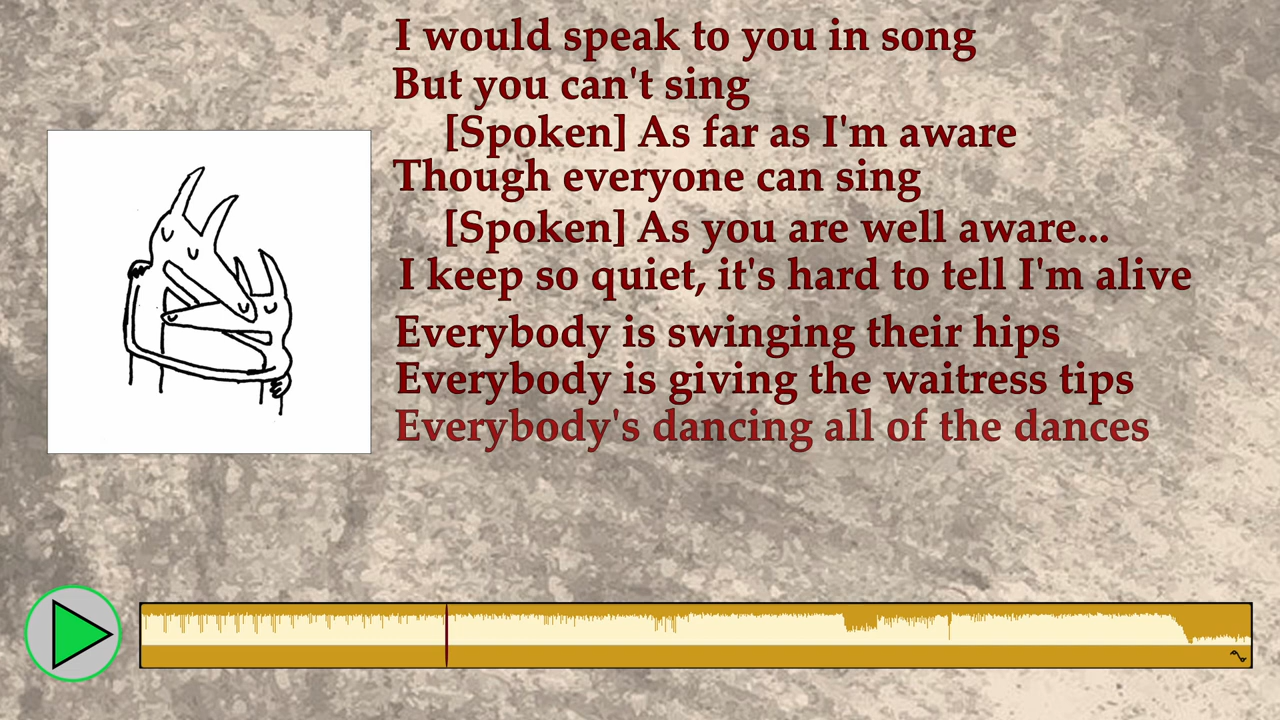 I would speak to you in song
But you can't sing
[Spoken] As far as I'm aware
Though everyone can sing
[Spoken] As you are well aware...
I keep so quiet, it's hard to tell I'm alive
Everybody is swinging their hips
Everybody is giving the waitress tips
Everybody's dancing all of the dances